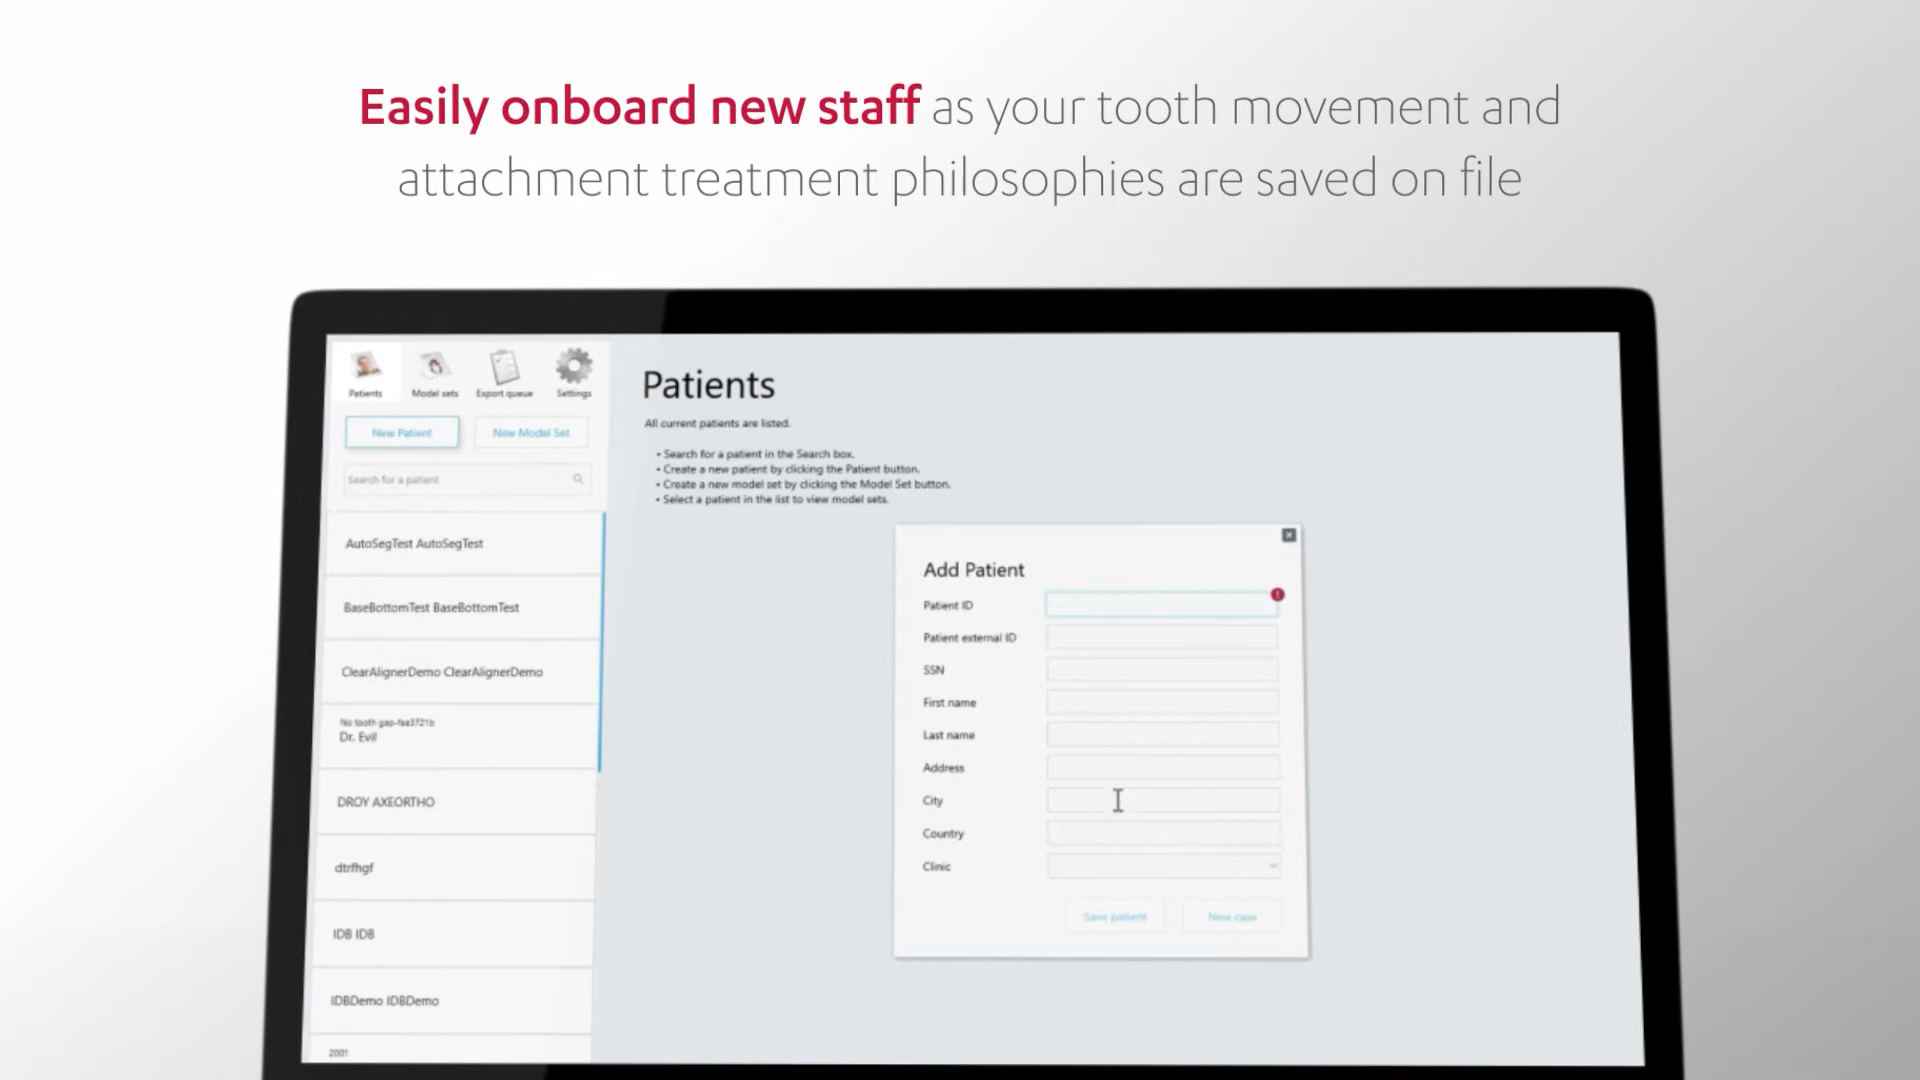 Easily onboard new staff as your tooth movement and
attachment treatment philosophies are saved on file
Patients
Model sets
Export queue
Settings
New Patient
New Model Set
Search for a patient
AutoSegTest AutoSegTest
BaseBottomTest BaseBottomTest
ClearAlignerDemo ClearAlignerDemo
No tooth gap-faa3721b
Dr. Evil
DROY AXEORTHO
dtrfhgf
IDB IDB
IDBDemo IDBDemo
2001
Patients
All current patients are listed.
• Search for a patient in the Search box.
• Create a new patient by clicking the Patient button.
• Create a new model set by clicking the Model Set button.
• Select a patient in the list to view model sets.
Add Patient
Patient ID
Patient external ID
SSN
First name
Last name
Address
City
Country
Clinic
Save patient
New case